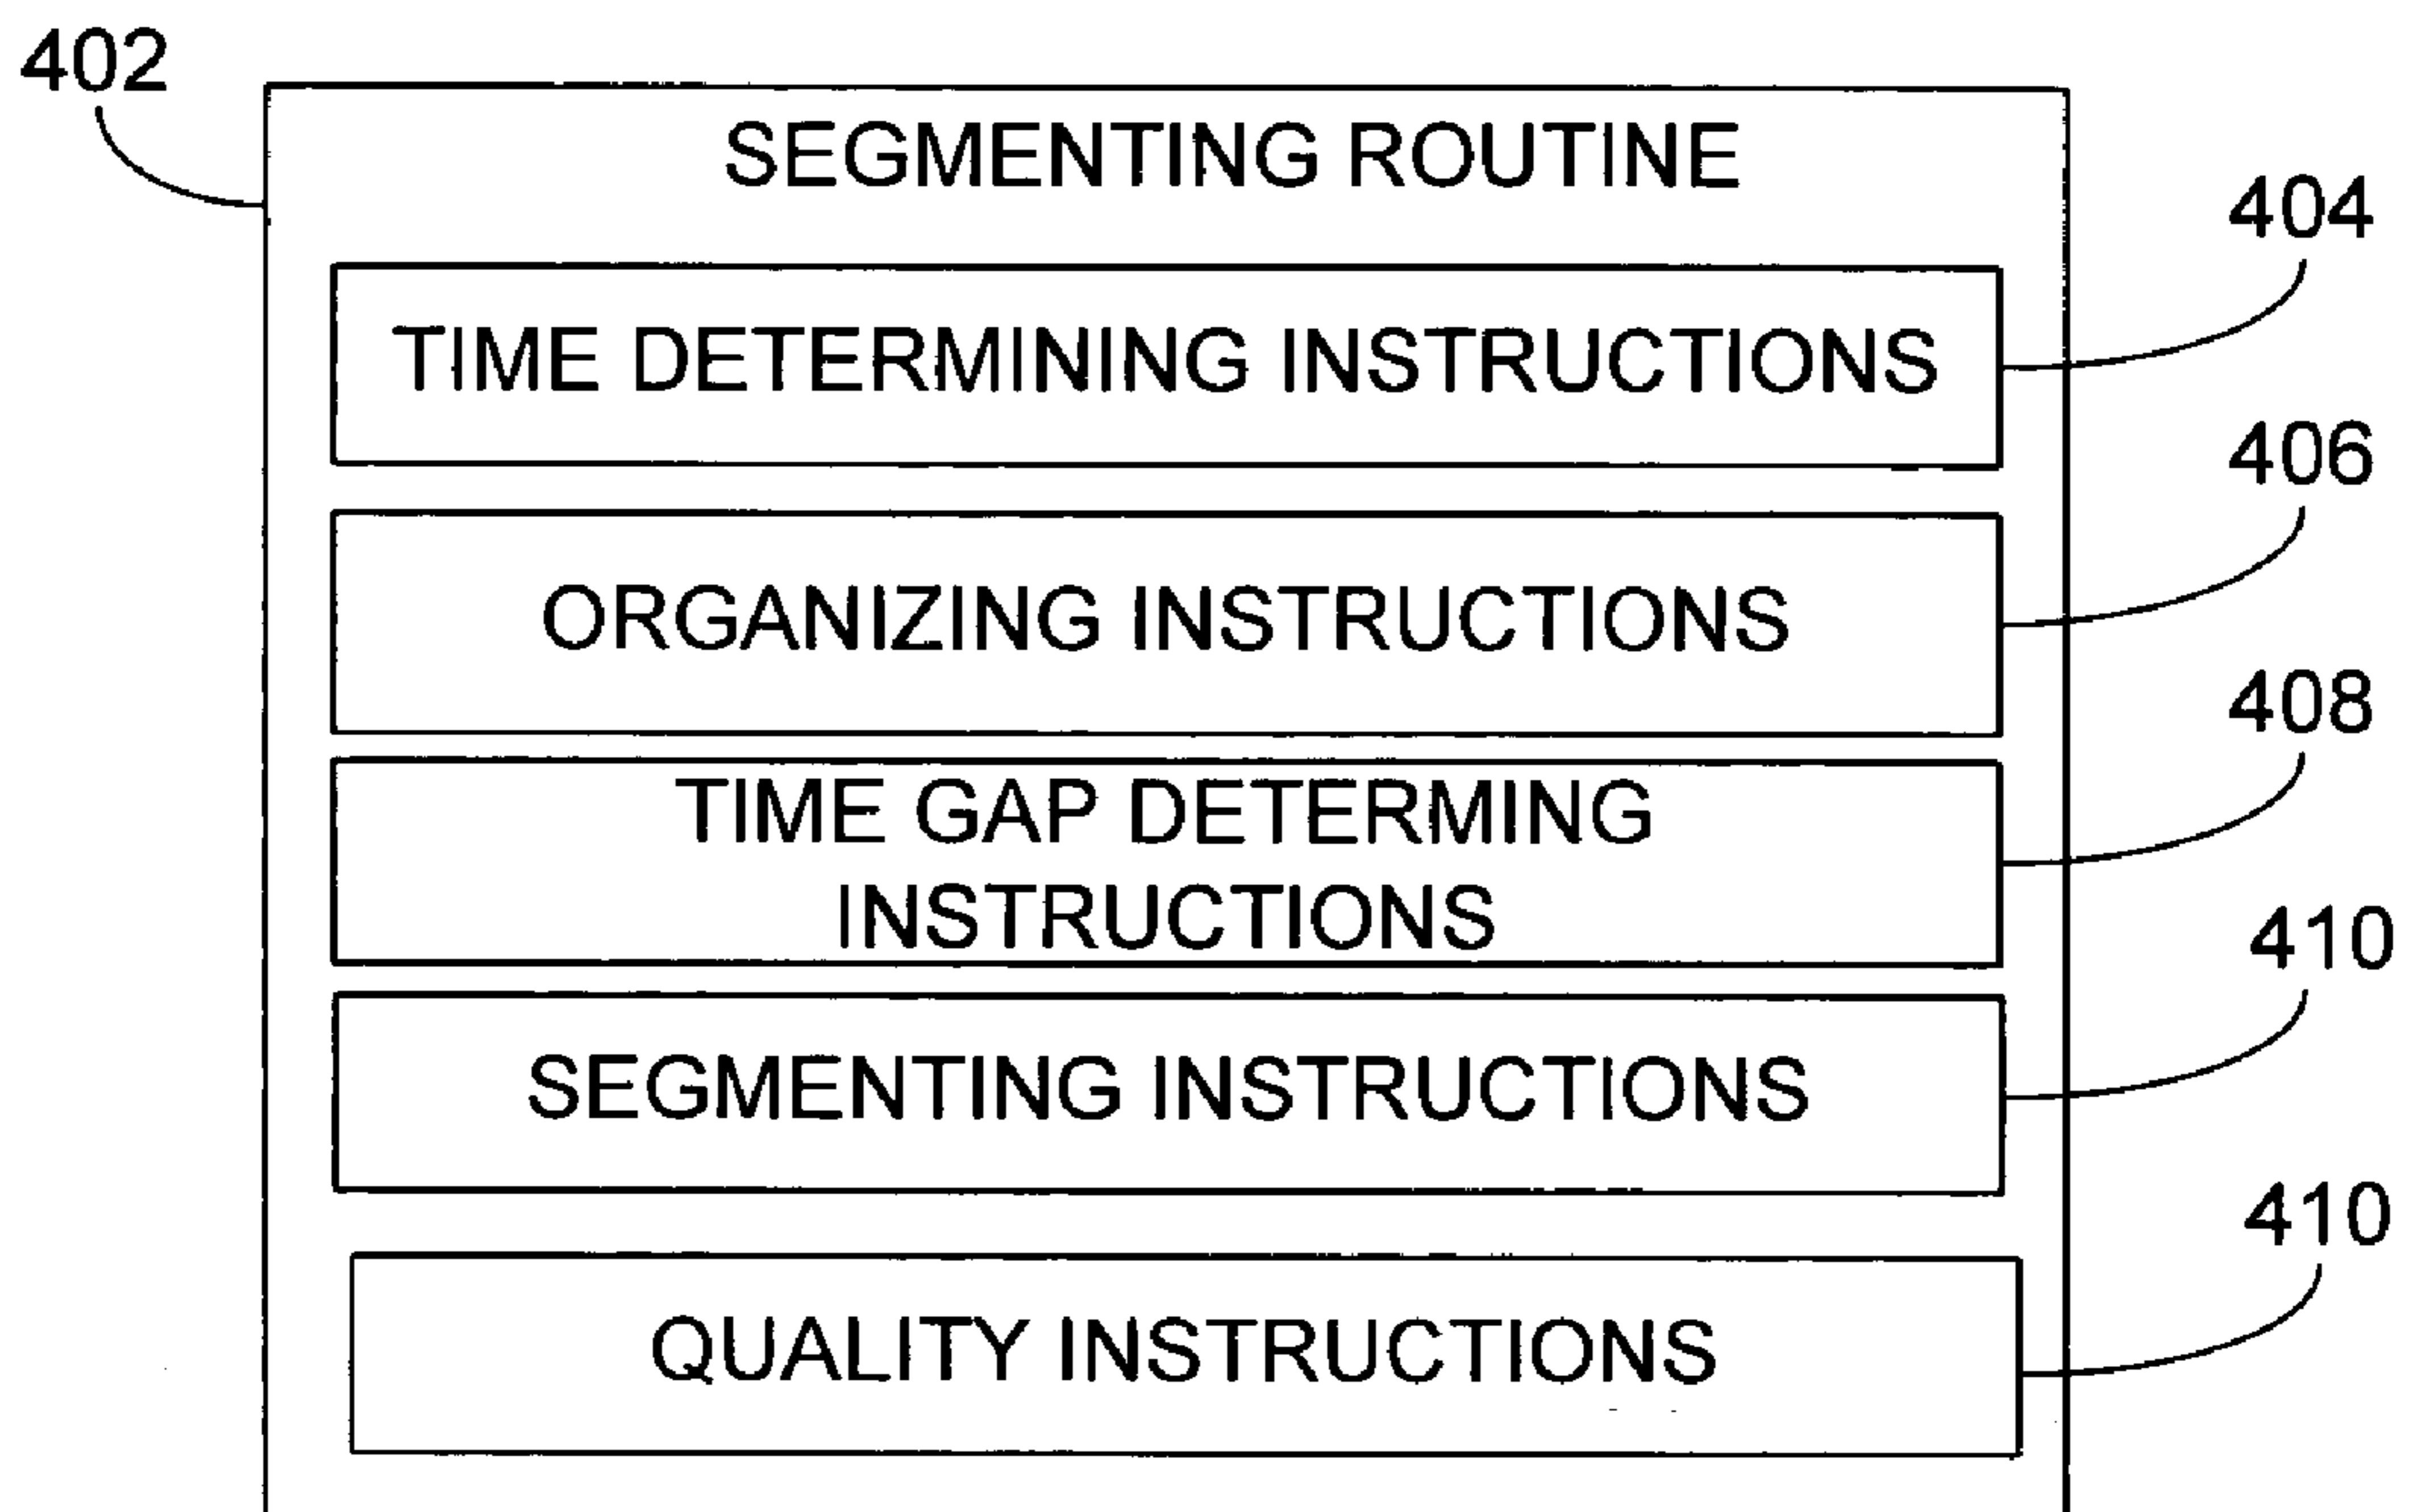 402
SEGMENTING ROUTINE
404
TIME DETERMINING INSTRUCTIONS
406
ORGANIZING INSTRUCTIONS
408
TIME GAP DETERMING
INSTRUCTIONS
410
SEGMENTING INSTRUCTIONS
410
QUALITY INSTRUCTIONS